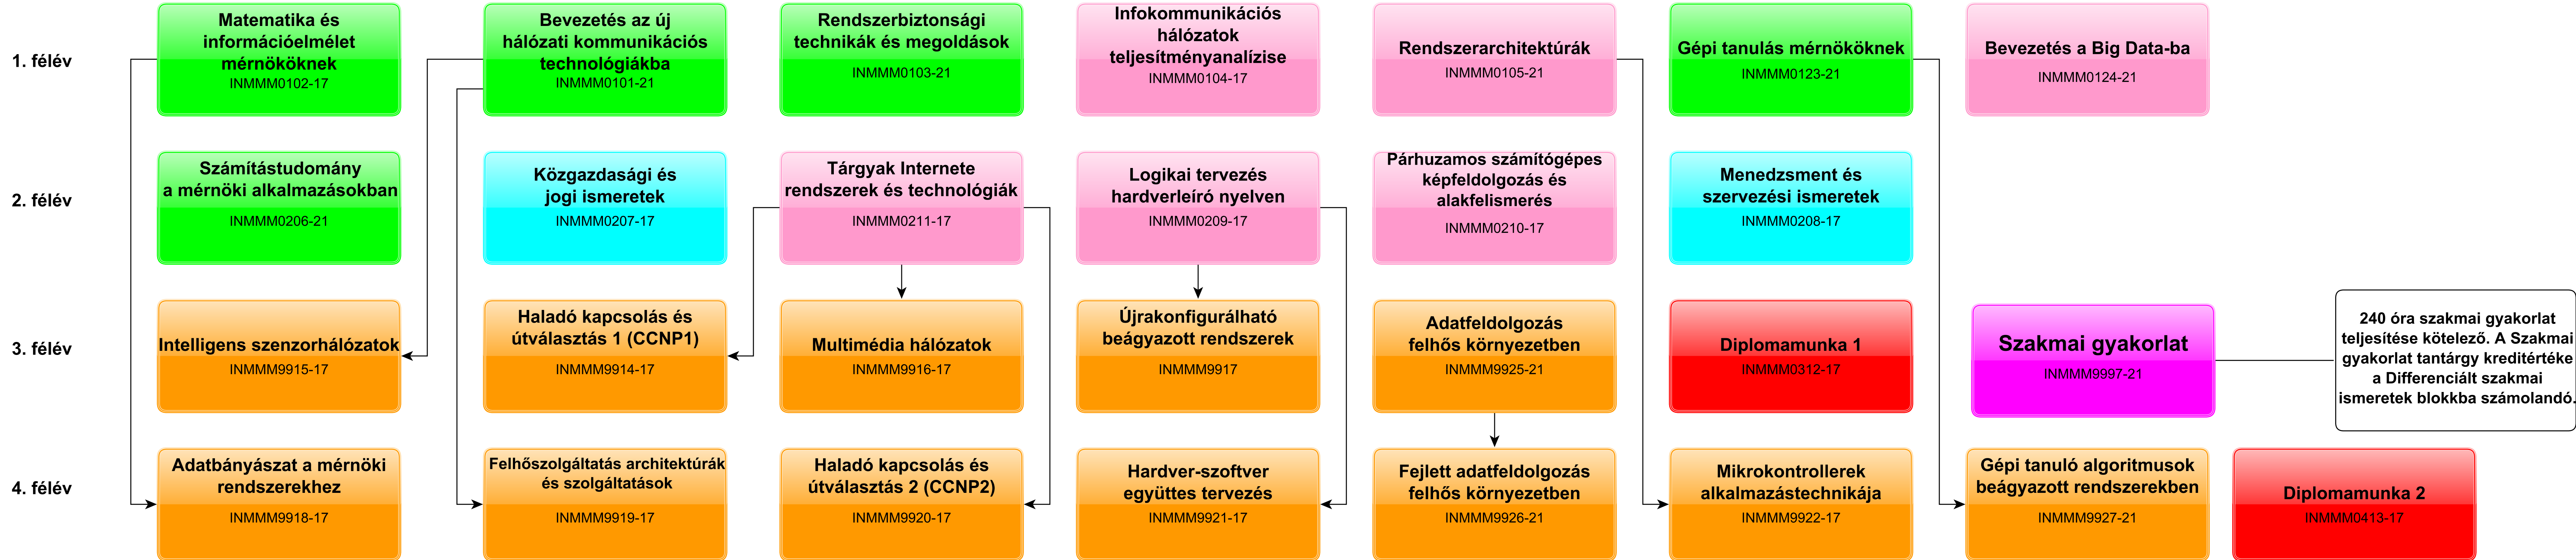 1. félév
Matematika és
információelmélet
mérnököknek
INMMM0102-17
Bevezetés az új
hálózati kommunikációs
technológiákba
INMMM0101-21
Rendszerbiztonsági
technikák és megoldások
INMMM0103-21
Infokommunikációs
hálózatok
teljesítményanalízise
INMMM0104-17
Rendszerarchitektúrák
INMMM0105-21
Gépi tanulás mérnököknek
INMMM0123-21
Bevezetés a Big Data-ba
INMMM0124-21
2. félév
Számítástudomány
a mérnöki alkalmazásokban
INMMM0206-21
Közgazdasági és
jogi ismeretek
INMMM0207-17
Tárgyak Internete
rendszerek és technológiák
INMMM0211-17
Logikai tervezés
hardverleíró nyelven
INMMM0209-17
Párhuzamos számítógépes
képfeldolgozás és
alakfelismerés
INMMM0210-17
Menedzsment és
szervezési ismeretek
INMMM0208-17
3. félév
Intelligens szenzorhálózatok
INMMM9915-17
Haladó kapcsolás és
útválasztás 1 (CCNP1)
INMMM9914-17
Multimédia hálózatok
INMMM9916-17
Újrakonfigurálható
beágyazott rendszerek
INMMM9917
Adatfeldolgozás
felhős környezetben
INMMM9925-21
Diplomamunka 1
INMMM0312-17
Szakmai gyakorlat
INMMM9997-21
240 óra szakmai gyakorlat
teljesítése kötelező. A Szakmai
gyakorlat tantárgy kreditértéke
a Differenciált szakmai
ismeretek blokkba számolandó.
4. félév
Adatbányászat a mérnöki
rendszerekhez
INMMM9918-17
Felhőszolgáltatás architektúrák
és szolgáltatások
INMMM9919-17
Haladó kapcsolás és
útválasztás 2 (CCNP2)
INMMM9920-17
Hardver-szoftver
együttes tervezés
INMMM9921-17
Fejlett adatfeldolgozás
felhős környezetben
INMMM9926-21
Mikrokontrollerek
alkalmazástechnikája
INMMM9922-17
Gépi tanuló algoritmusok
beágyazott rendszerekben
INMMM9927-21
Diplomamunka 2
INMMM0413-17